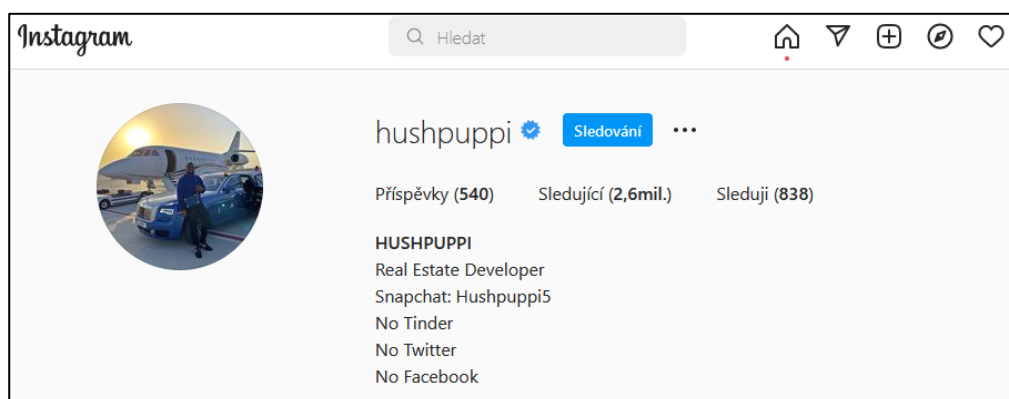 Instagram
Hledat
hushpuppi
Sledování
Příspěvky (540) Sledující (2,6mil.) Sleduji (838)
HUSHPUPPI
Real Estate Developer
Snapchat: Hushpuppi5
No Tinder
No Twitter
No Facebook